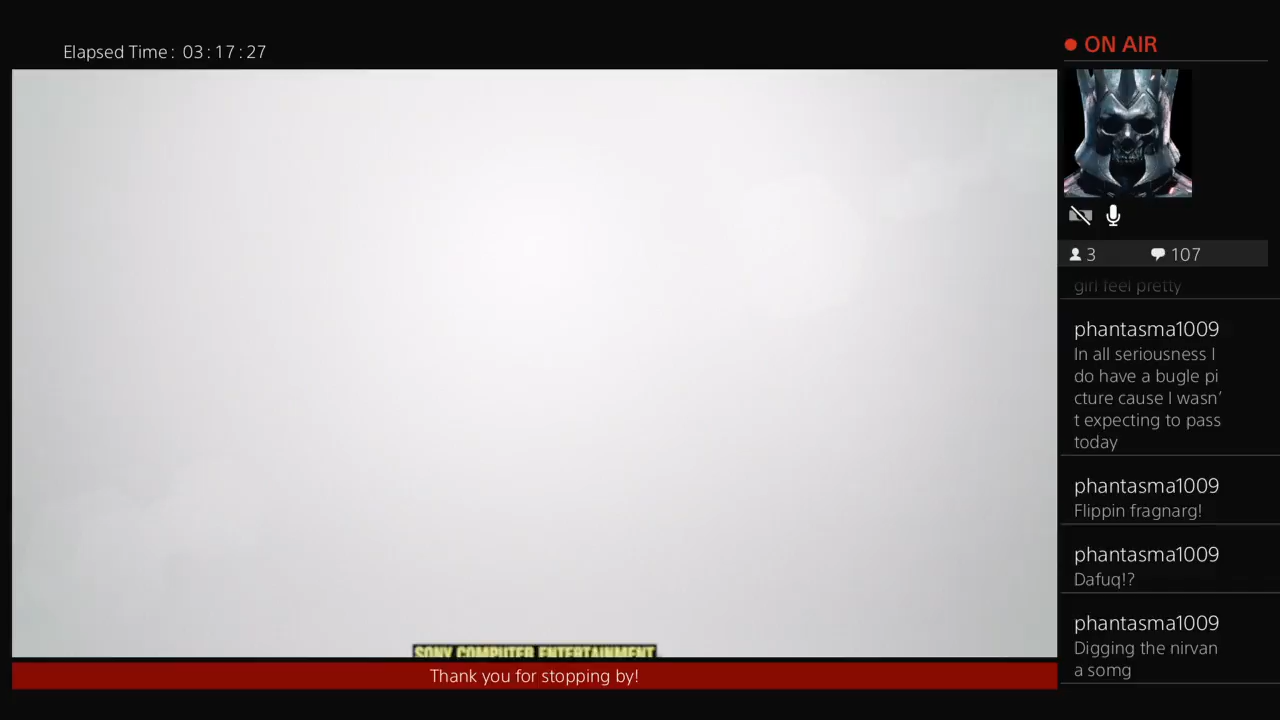 Elapsed Time: 03:17:27
ON AIR
3 107
girl feel pretty
phantasma1009
In all seriousness I
do have a bugle pi
cture cause I wasn'
t expecting to pass
today
phantasma1009
Flippin fragnarg!
phantasma1009
Dafuq!?
phantasma1009
Digging the nirvan
a somg
SONY COMPUTER ENTERTAINMENT
Thank you for stopping by!